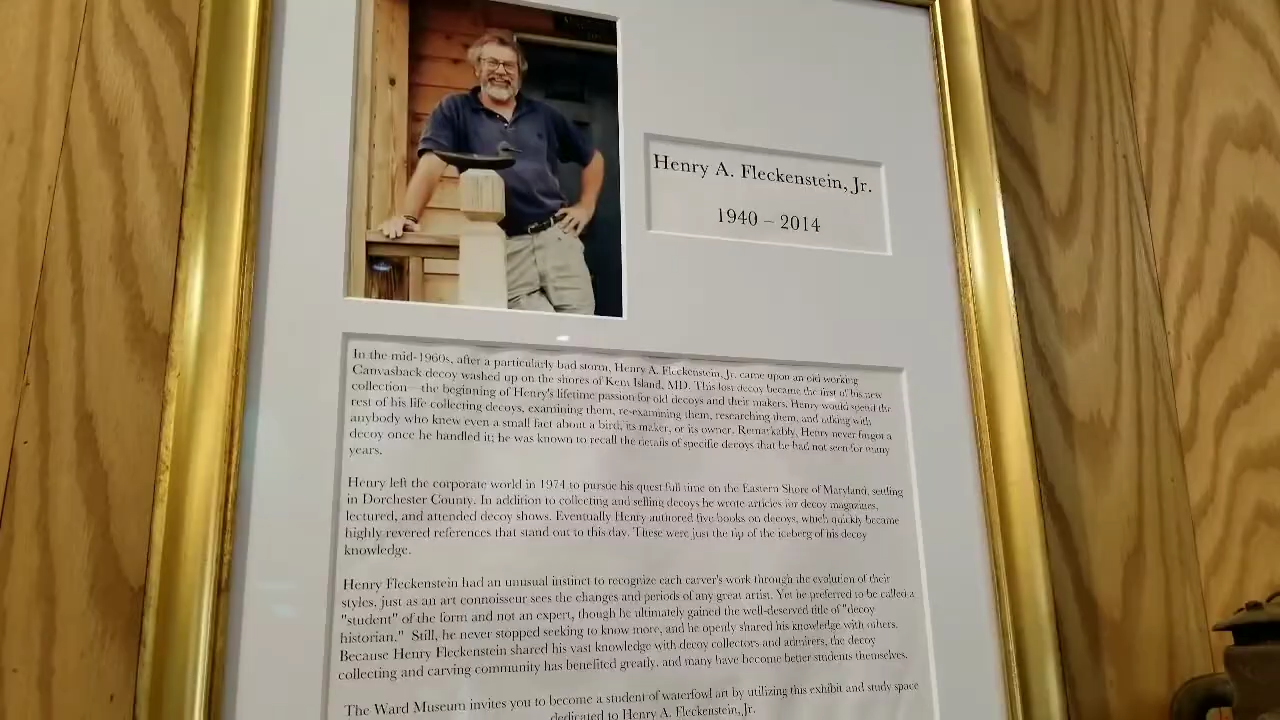 Henry A. Fleckenstein, Jr.
1940 – 2014
In the mid-1960s, after a particularly bad storm, Henry A. Fleckenstein, Jr. came upon an old working
Canvasback decoy washed up on the shores of Kent Island, MD. This lost decoy became the first of his new
collection—the beginning of Henry's lifetime passion for old decoys and their makers. Henry would spend the
rest of his life collecting decoys, examining them, re-examining them, researching them, and talking with
anybody who knew even a small fact about a bird, its maker, or its owner. Remarkably, Henry never forgot a
decoy once he handled it; he was known to recall the details of specific decoys that he had not seen for many
years.
Henry left the corporate world in 1974 to pursue his quest full time on the Eastern Shore of Maryland, settling
in Dorchester County. In addition to collecting and selling decoys he wrote articles for decoy magazines,
lectured, and attended decoy shows. Eventually Henry authored five books on decoys, which quickly became
highly revered references that stand out to this day. These were just the tip of the iceberg of his decoy
knowledge.
Henry Fleckenstein had an unusual instinct to recognize each carver's work through the evolution of their
styles, just as an art connoisseur sees the changes and periods of any great artist. Yet he preferred to be called a
"student" of the form and not an expert, though he ultimately gained the well-deserved title of "decoy
historian." Still, he never stopped seeking to know more, and he openly shared his knowledge with others.
Because Henry Fleckenstein shared his vast knowledge with decoy collectors and admirers, the decoy
collecting and carving community has benefited greatly, and many have become better students themselves.
The Ward Museum invites you to become a student of waterfowl art by utilizing this exhibit and study space
dedicated to Henry A. Fleckenstein, Jr.